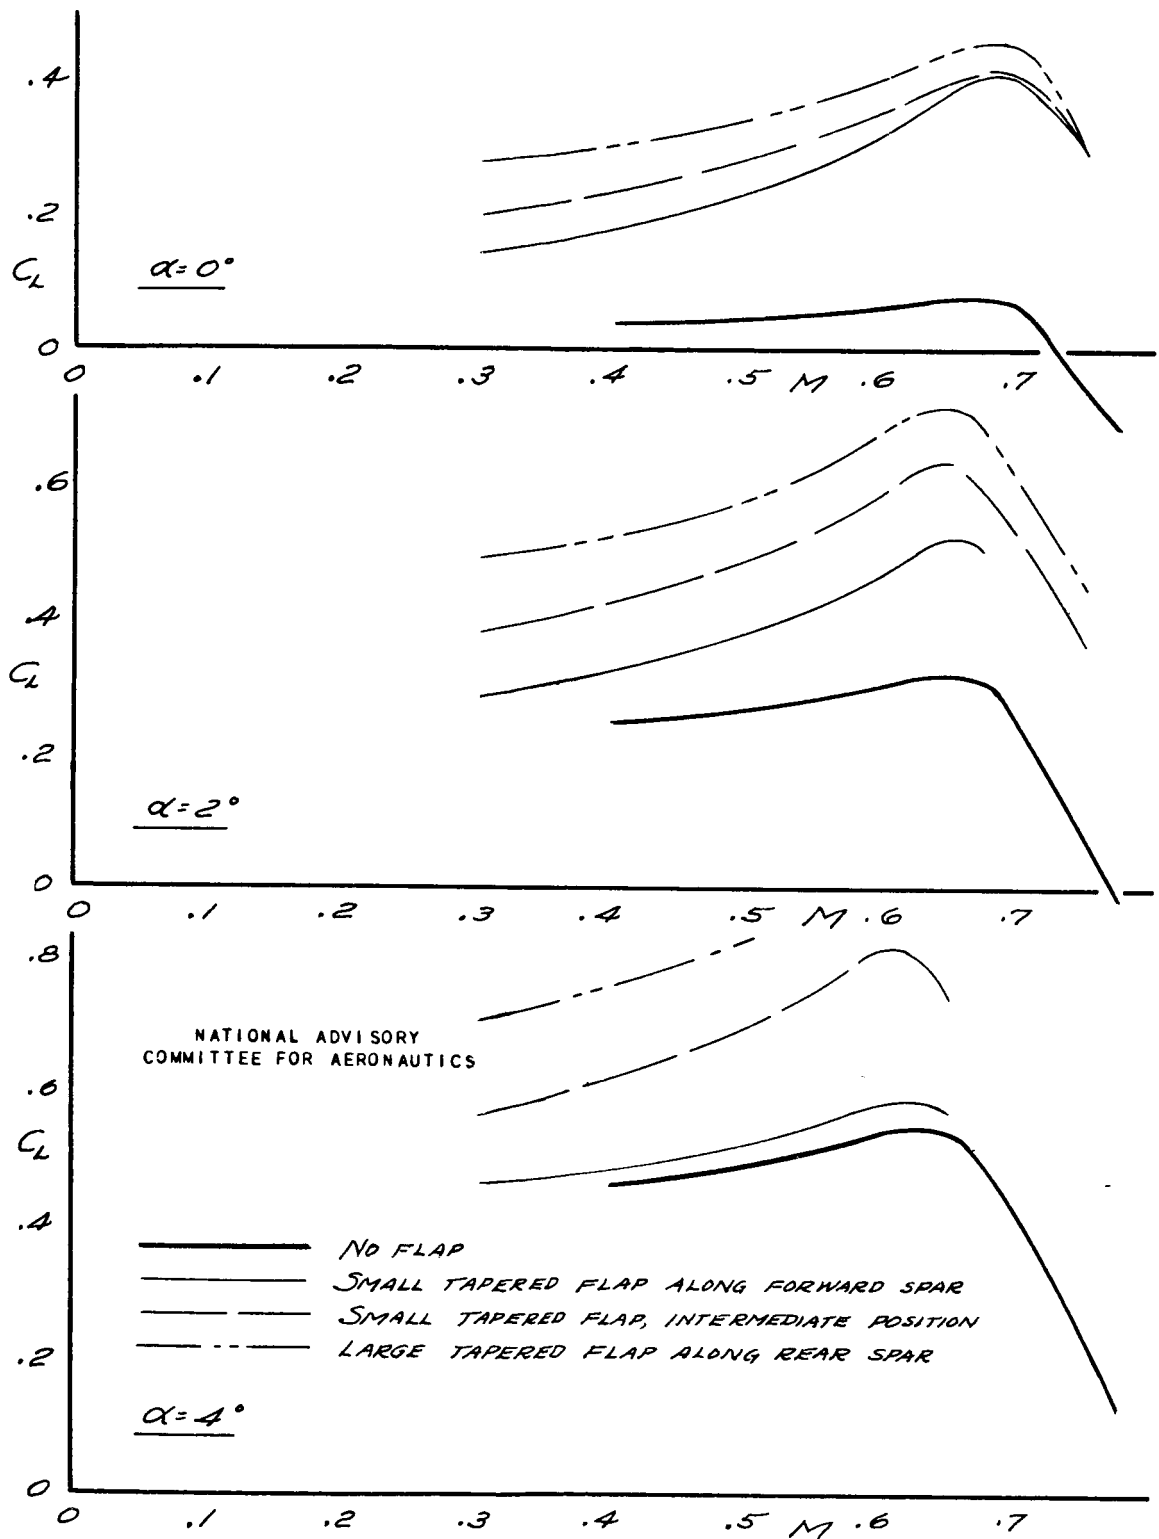 .4
.2
C_L
α=0°
0
0 .1 .2 .3 .4 .5 M .6 .7
.6
.4
C_L
.2
α=2°
0
0 .1 .2 .3 .4 .5 M .6 .7
.8
NATIONAL ADVISORY
COMMITTEE FOR AERONAUTICS
.6
C_L
.4
NO FLAP
SMALL TAPERED FLAP ALONG FORWARD SPAR
SMALL TAPERED FLAP, INTERMEDIATE POSITION
.2
LARGE TAPERED FLAP ALONG REAR SPAR
α=4°
0
0 .1 .2 .3 .4 .5 M .6 .7